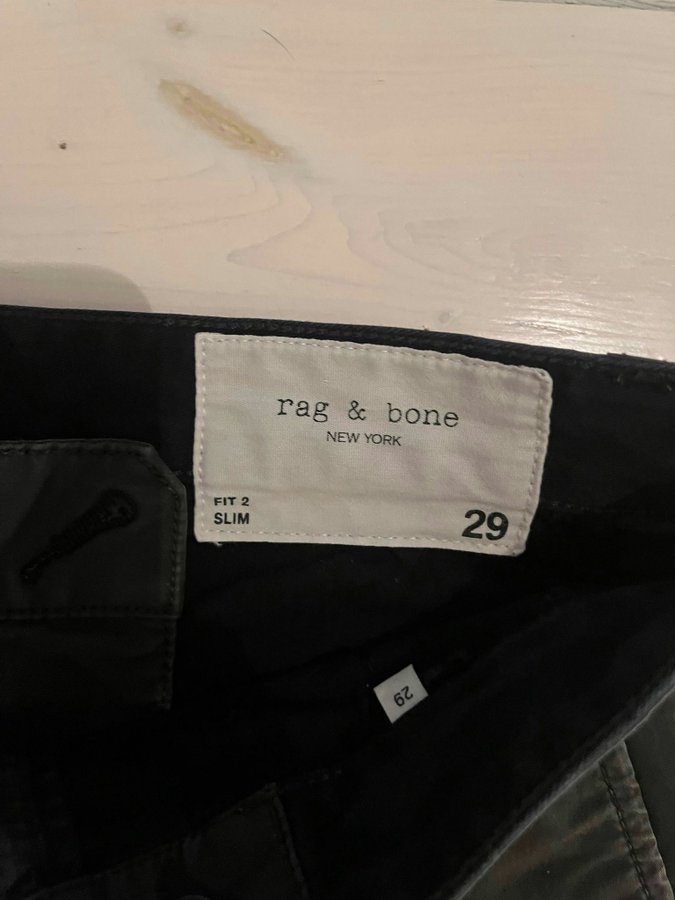 rag & bone
NEW YORK
FIT 2
SLIM
29
29